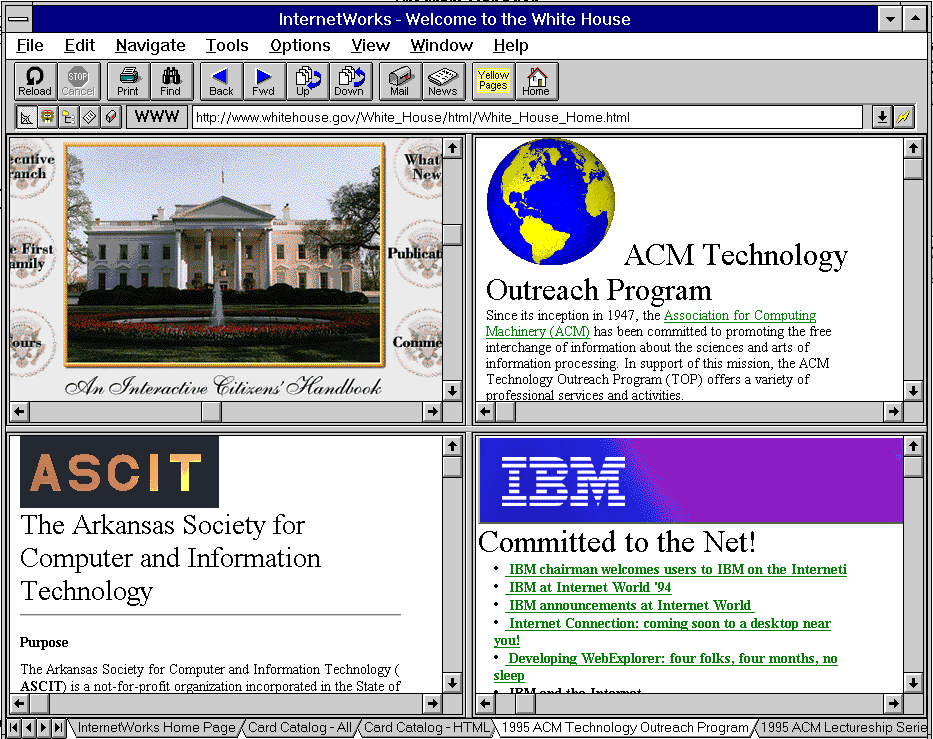 InternetWorks - Welcome to the White House
File Edit Navigate Tools Options View Window Help
Reload Cancel Print Find Back Fwd Up Down Mail News Yellow Pages Home
STOP
WWW http://www.whitehouse.gov/White_House/html/White_House_Home.html
ecutive
ranch
What
New
e First
amily
Publicat
ours
Comme
An Interactive Citizens' Handbook
ACM Technology
Outreach Program
Since its inception in 1947, the Association for Computing
Machinery (ACM) has been committed to promoting the free
interchange of information about the sciences and arts of
information processing. In support of this mission, the ACM
Technology Outreach Program (TOP) offers a variety of
professional services and activities.
ASCIT
The Arkansas Society for
Computer and Information
Technology
Purpose
The Arkansas Society for Computer and Information Technology (
ASCIT) is a not-for-profit organization incorporated in the State of
IBM
Committed to the Net!
• IBM chairman welcomes users to IBM on the Interneti
• IBM at Internet World '94
• IBM announcements at Internet World
• Internet Connection: coming soon to a desktop near
you!
• Developing WebExplorer: four folks, four months, no
sleep
• IBM and the Internet
InternetWorks Home Page Card Catalog - All Card Catalog - HTML 1995 ACM Technology Outreach Program 1995 ACM Lectureship Serie